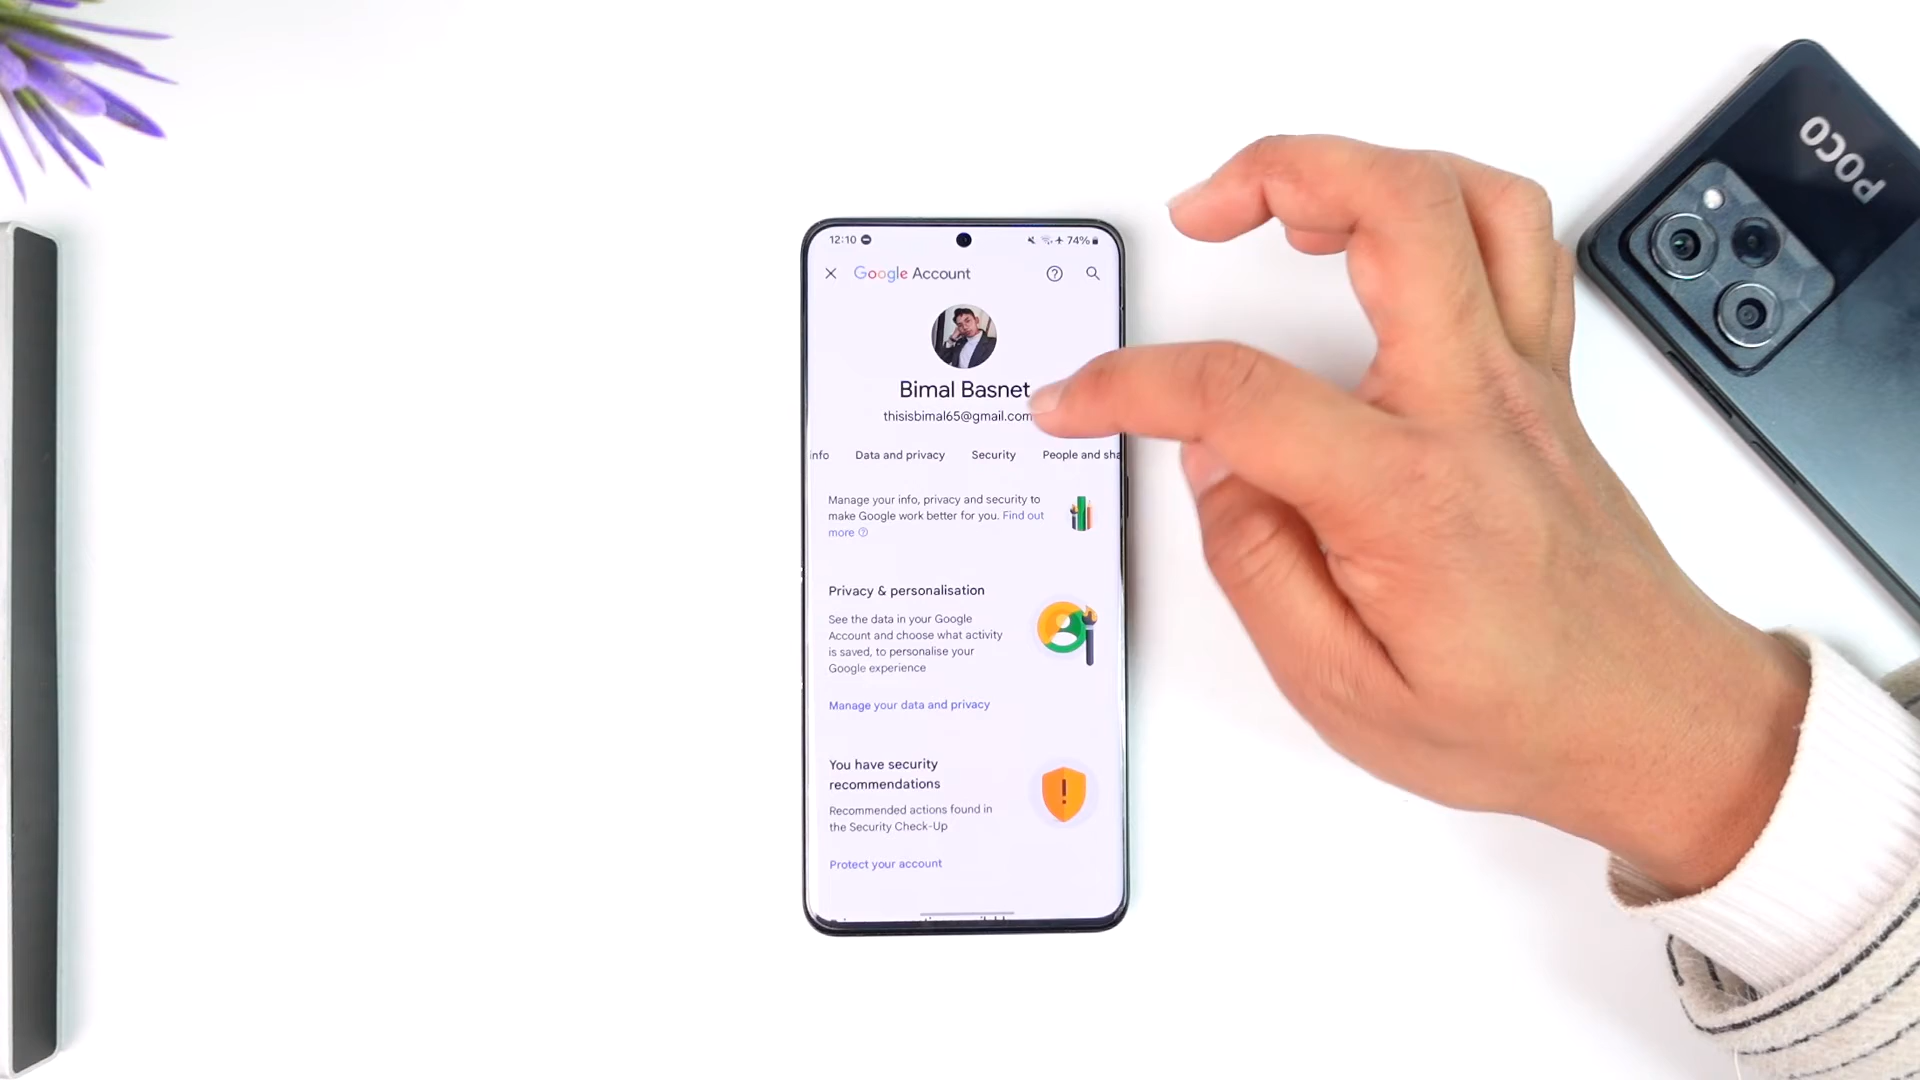 POCO
12:10
74%
Google Account
Bimal Basnet
thisisbimal65@gmail.com
info Data and privacy Security People and sha
Manage your info, privacy and security to
make Google work better for you. Find out
more
Privacy & personalisation
See the data in your Google
Account and choose what activity
is saved, to personalise your
Google experience
Manage your data and privacy
You have security
recommendations
Recommended actions found in
the Security Check-Up
Protect your account